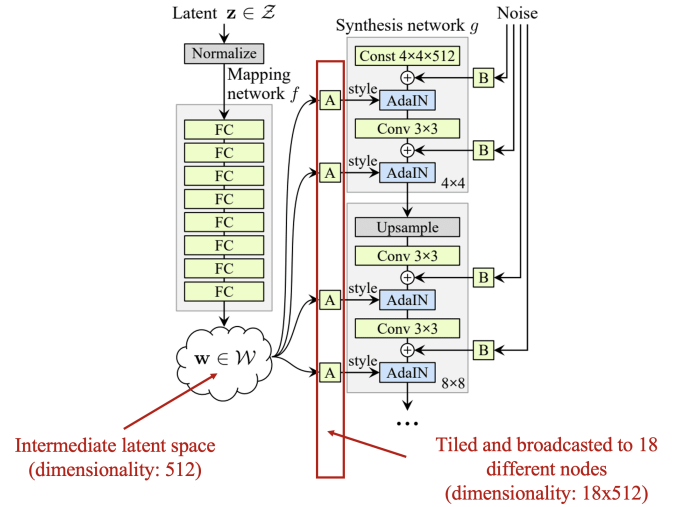 Latent z ∈ Z
Normalize
Mapping
network f
FC
FC
FC
FC
FC
FC
FC
FC
w ∈ W
A
A
A
A
style
style
style
style
Synthesis network g
Const 4×4×512
AdaIN
Conv 3×3
AdaIN
4×4
Upsample
Conv 3×3
AdaIN
Conv 3×3
AdaIN
8×8
...
Noise
B
B
B
B
Intermediate latent space
(dimensionality: 512)
Tiled and broadcasted to 18
different nodes
(dimensionality: 18x512)